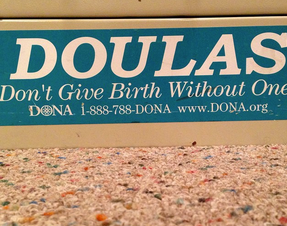 DOULAS
Don't Give Birth Without One
DONA 1-888-788-DONA www.DONA.org